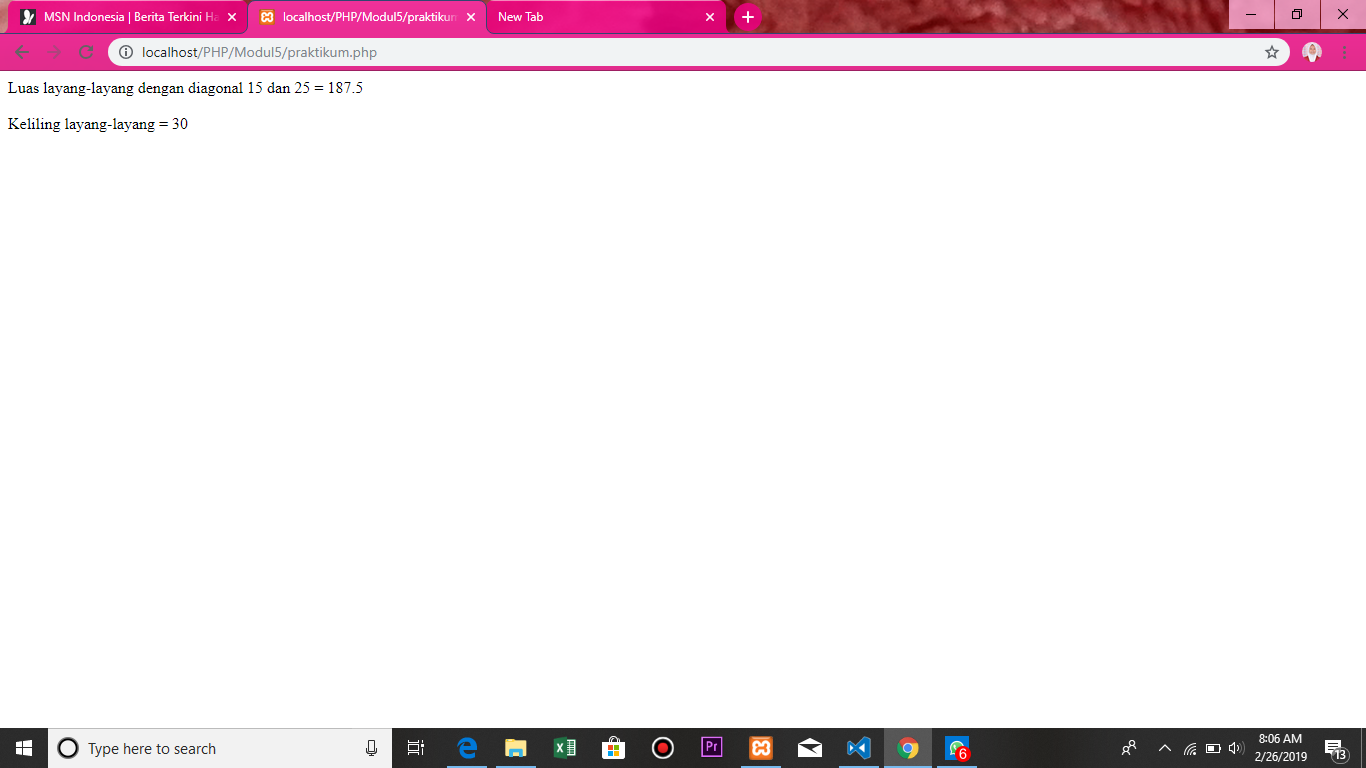 MSN Indonesia | Berita Terkini Ha
localhost/PHP/Modul5/praktikum
New Tab
localhost/PHP/Modul5/praktikum.php
Luas layang-layang dengan diagonal 15 dan 25 = 187.5
Keliling layang-layang = 30
Type here to search
Pr
6
8:06 AM
2/26/2019
13